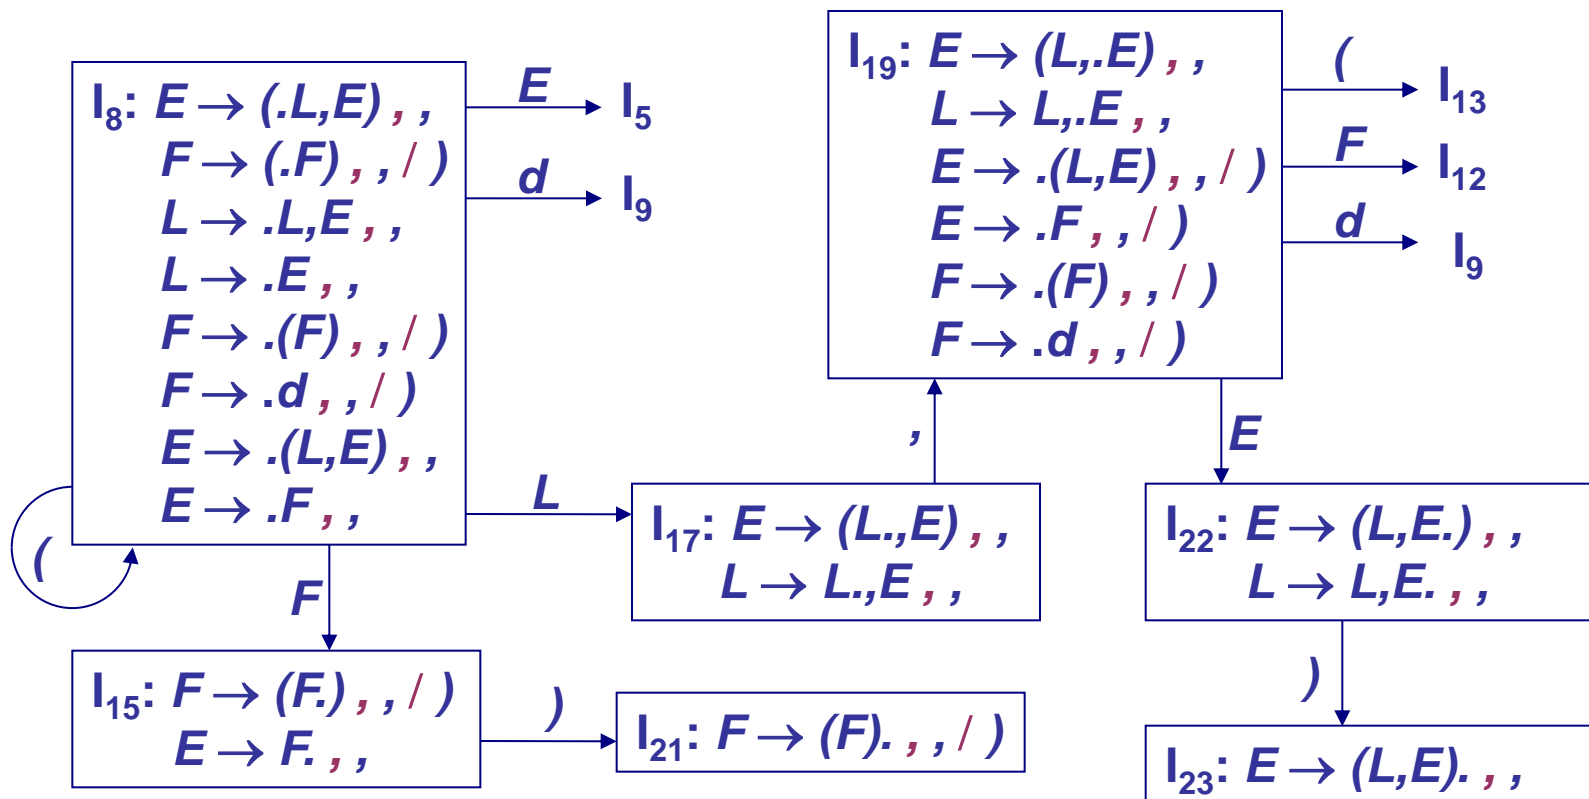 I8: E → (.L,E) , ,
F → (.F) , , / )
L → .L,E , ,
L → .E , ,
F → .(F) , , / )
F → .d , , / )
E → .(L,E) , ,
E → .F , ,
(
E
I5
d
I9
L
F
I15: F → (F.) , , / )
E → F. , ,
)
I21: F → (F). , , / )
I17: E → (L.,E) , ,
L → L.,E , ,
,
I19: E → (L,.E) , ,
L → L,.E , ,
E → .(L,E) , , / )
E → .F , , / )
F → .(F) , , / )
F → .d , , / )
(
I13
F
I12
d
I9
E
I22: E → (L,E.) , ,
L → L,E. , ,
)
I23: E → (L,E). , ,